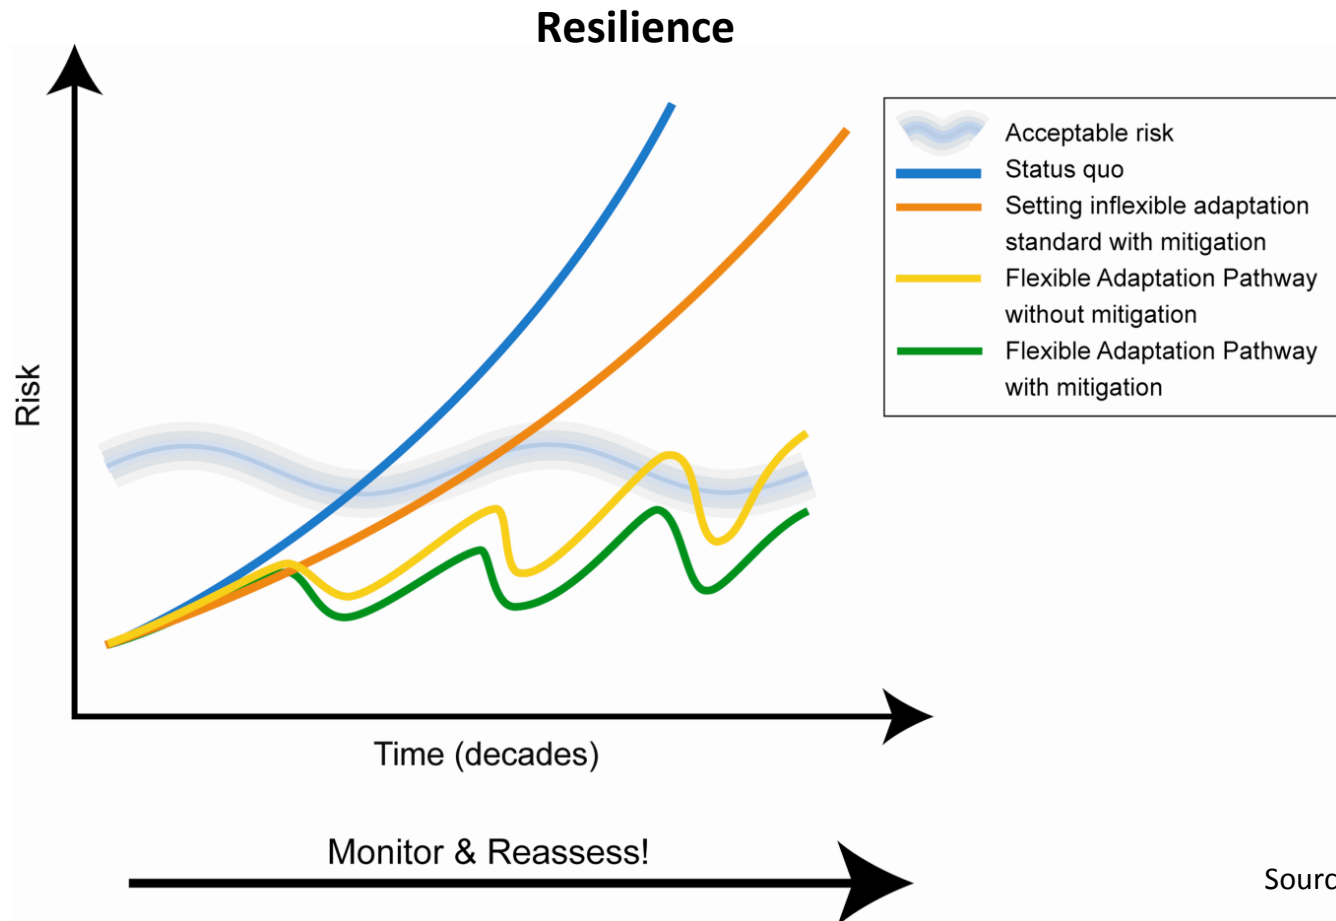 Resilience
Acceptable risk
Status quo
Setting inflexible adaptation
standard with mitigation
Flexible Adaptation Pathway
without mitigation
Flexible Adaptation Pathway
with mitigation
Risk
Time (decades)
Monitor & Reassess!
Sourc